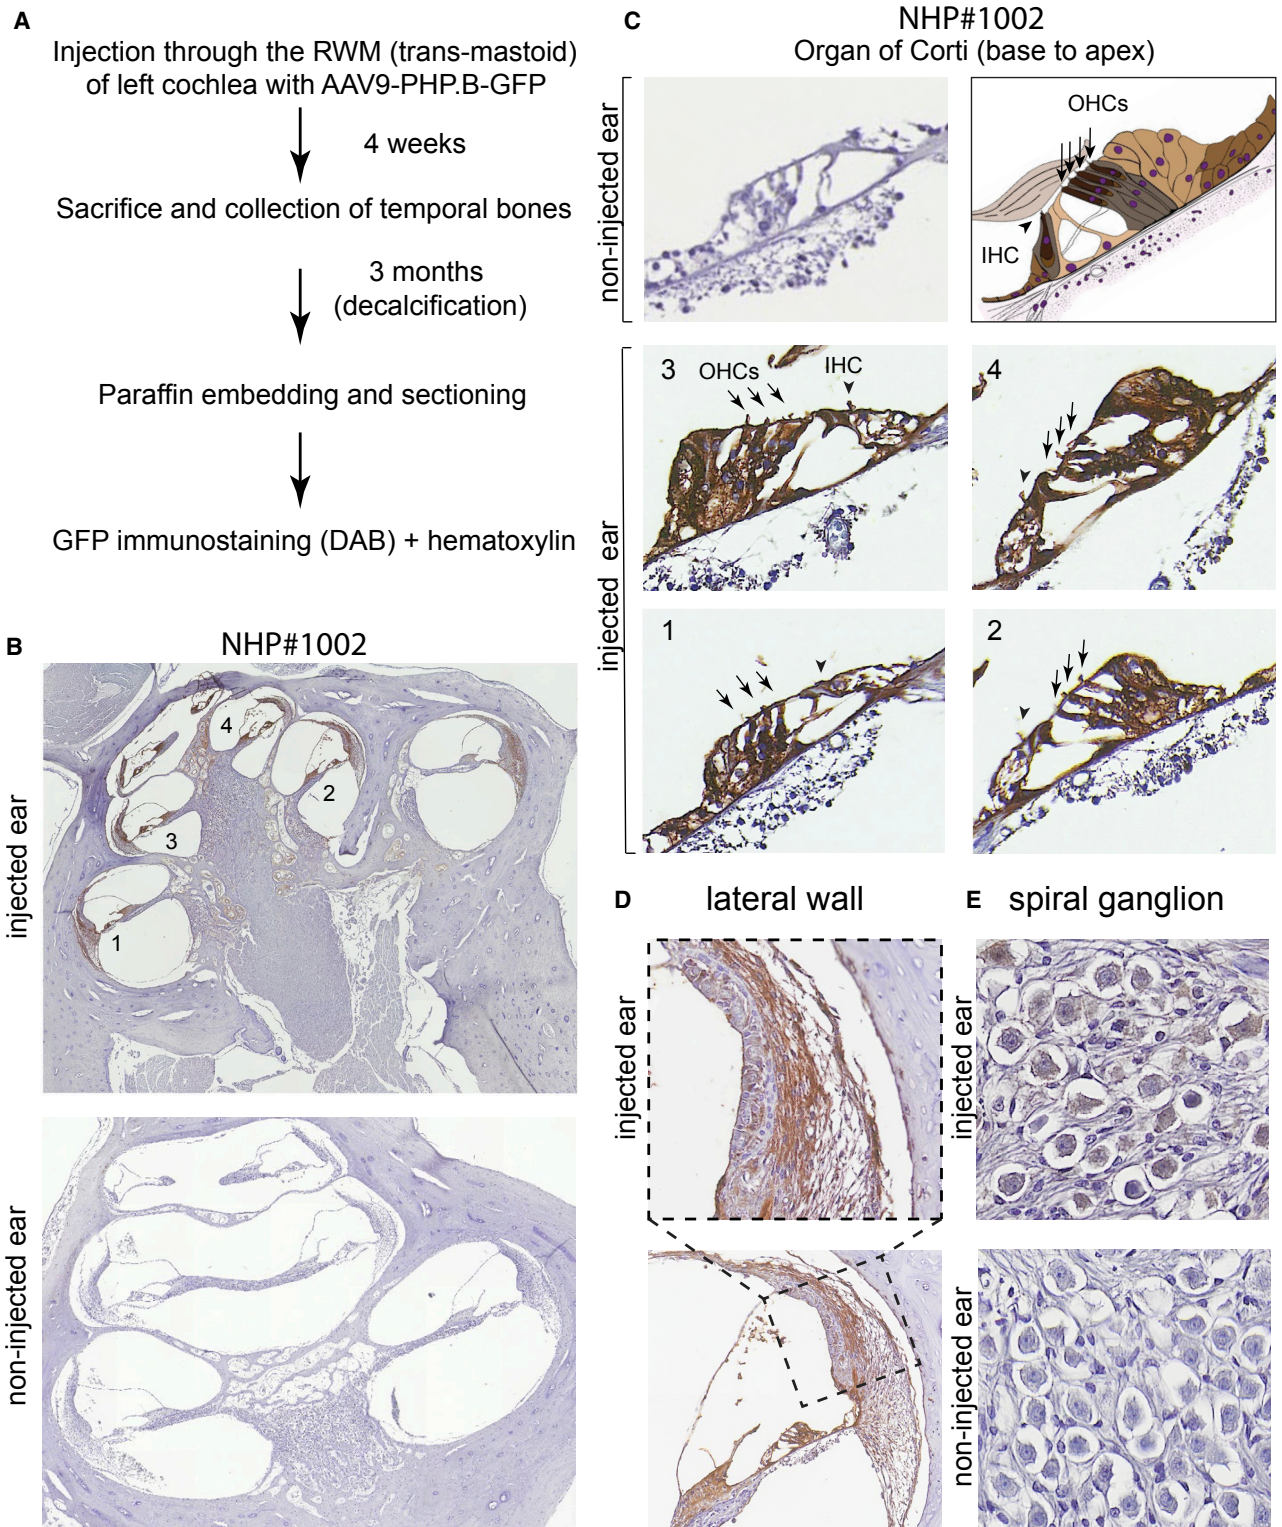 A
Injection through the RWM (trans-mastoid)
of left cochlea with AAV9-PHP.B-GFP
4 weeks
Sacrifice and collection of temporal bones
3 months
(decalcification)
Paraffin embedding and sectioning
GFP immunostaining (DAB) + hematoxylin
B
NHP#1002
injected ear
4
2
3
1
non-injected ear
C
NHP#1002
Organ of Corti (base to apex)
non-injected ear
OHCs
IHC
injected ear
3
OHCs
IHC
4
1
2
D
lateral wall
injected ear
E
spiral ganglion
injected ear
non-injected ear